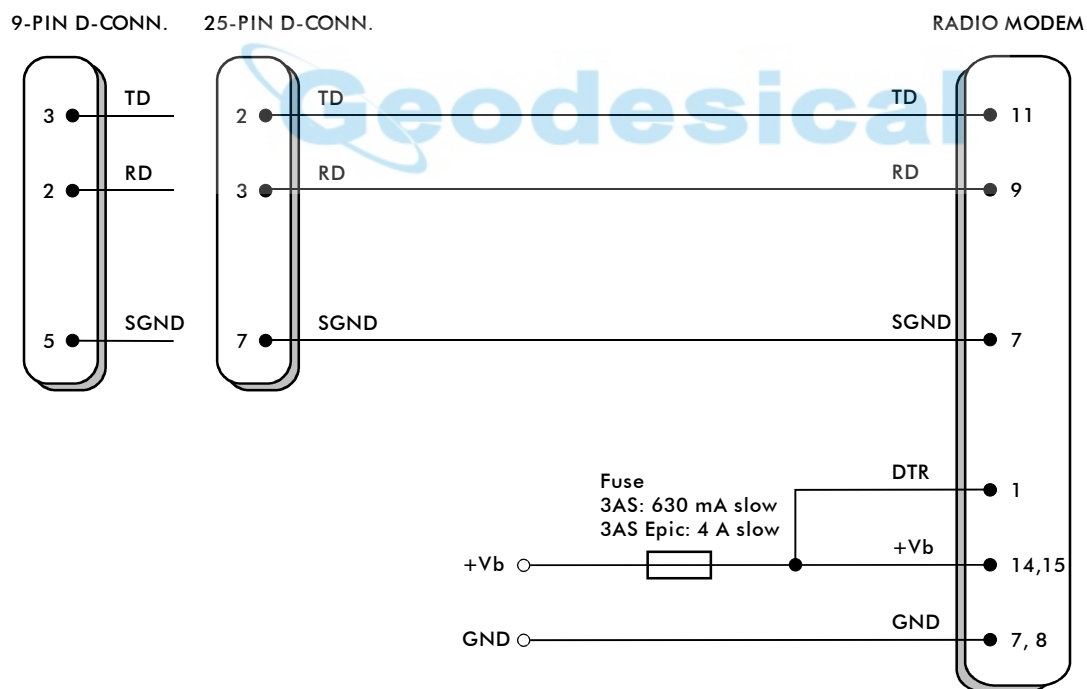 9-PIN D-CONN. 25-PIN D-CONN. RADIO MODEM
Geodesical
3 TD 2 TD TD 11
2 RD 3 RD RD 9
5 SGND 7 SGND SGND 7
DTR 1
Fuse
3AS: 630 mA slow
3AS Epic: 4 A slow
+Vb +Vb 14,15
GND GND 7, 8